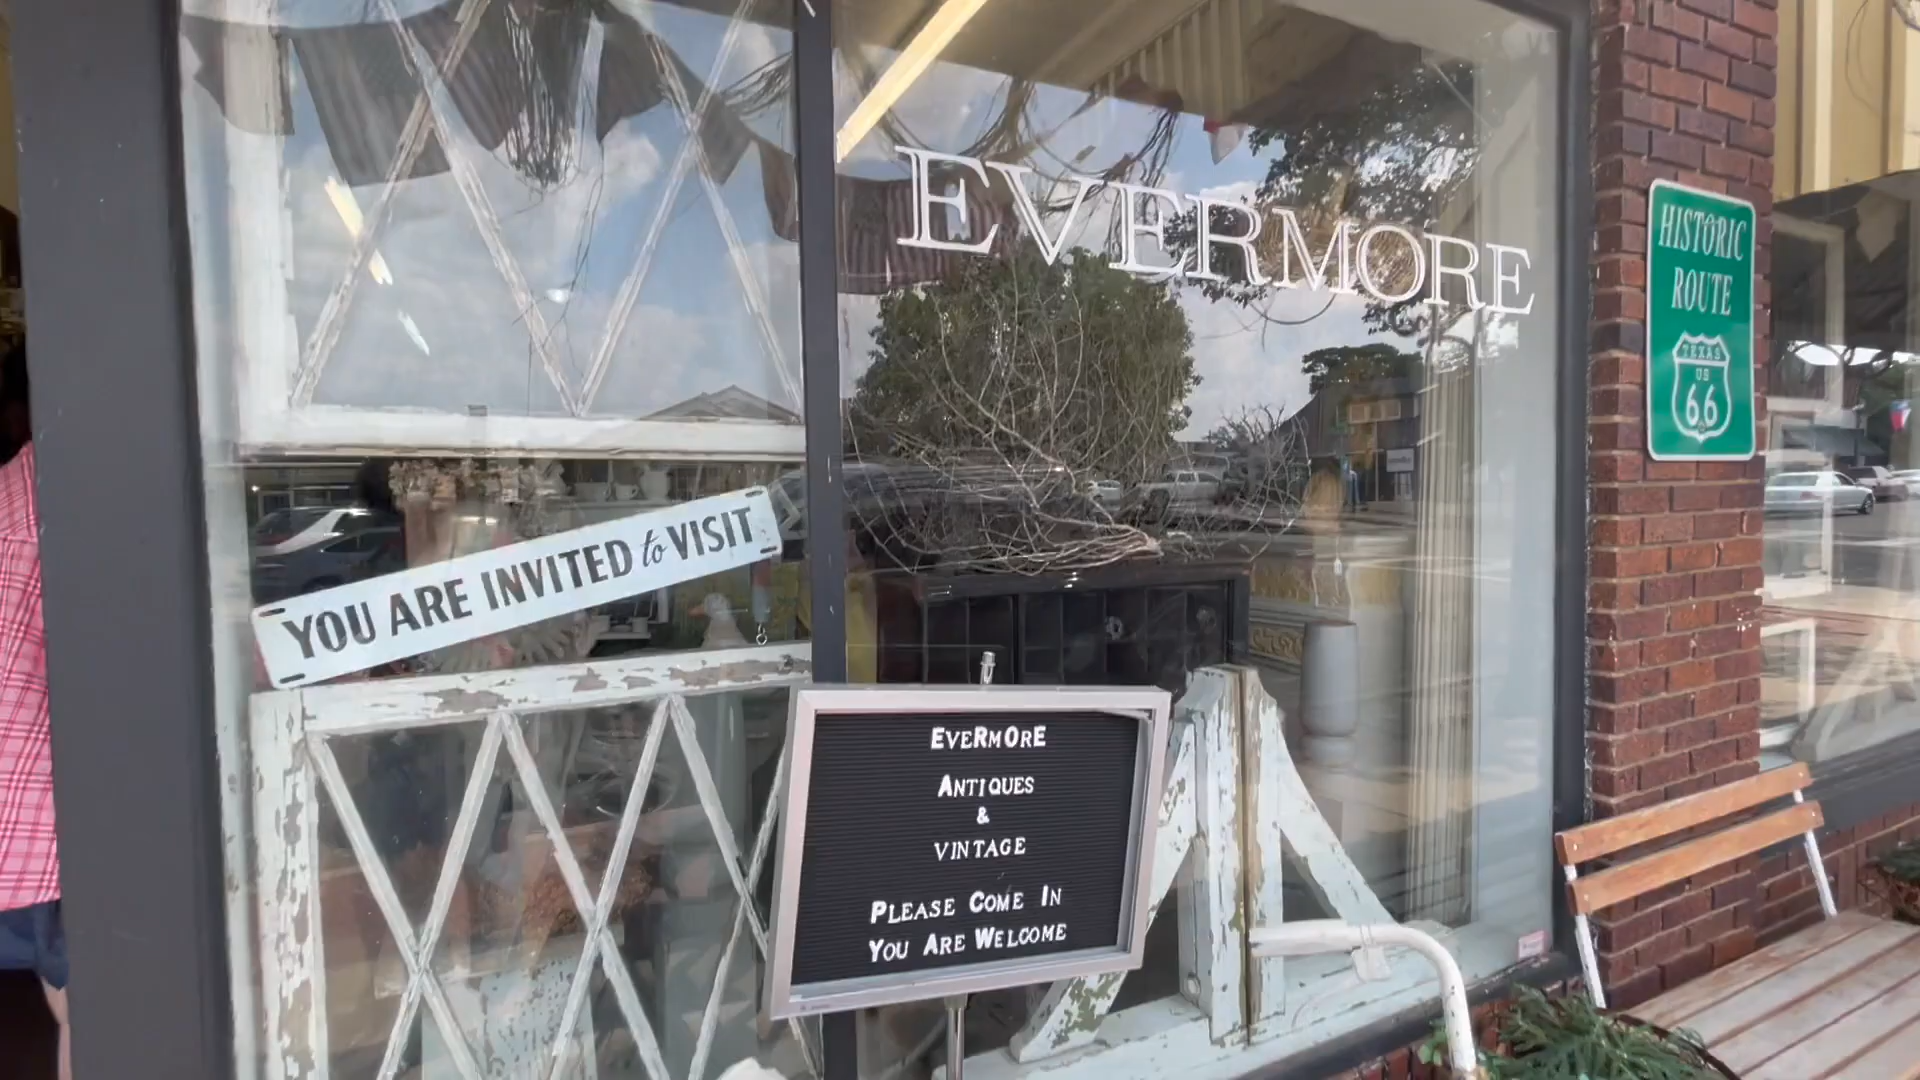 EVERMORE
HISTORIC
ROUTE
TEXAS
US
66
YOU ARE INVITED to VISIT
EVERMORE
ANTIQUES
&
VINTAGE
PLEASE COME IN
YOU ARE WELCOME